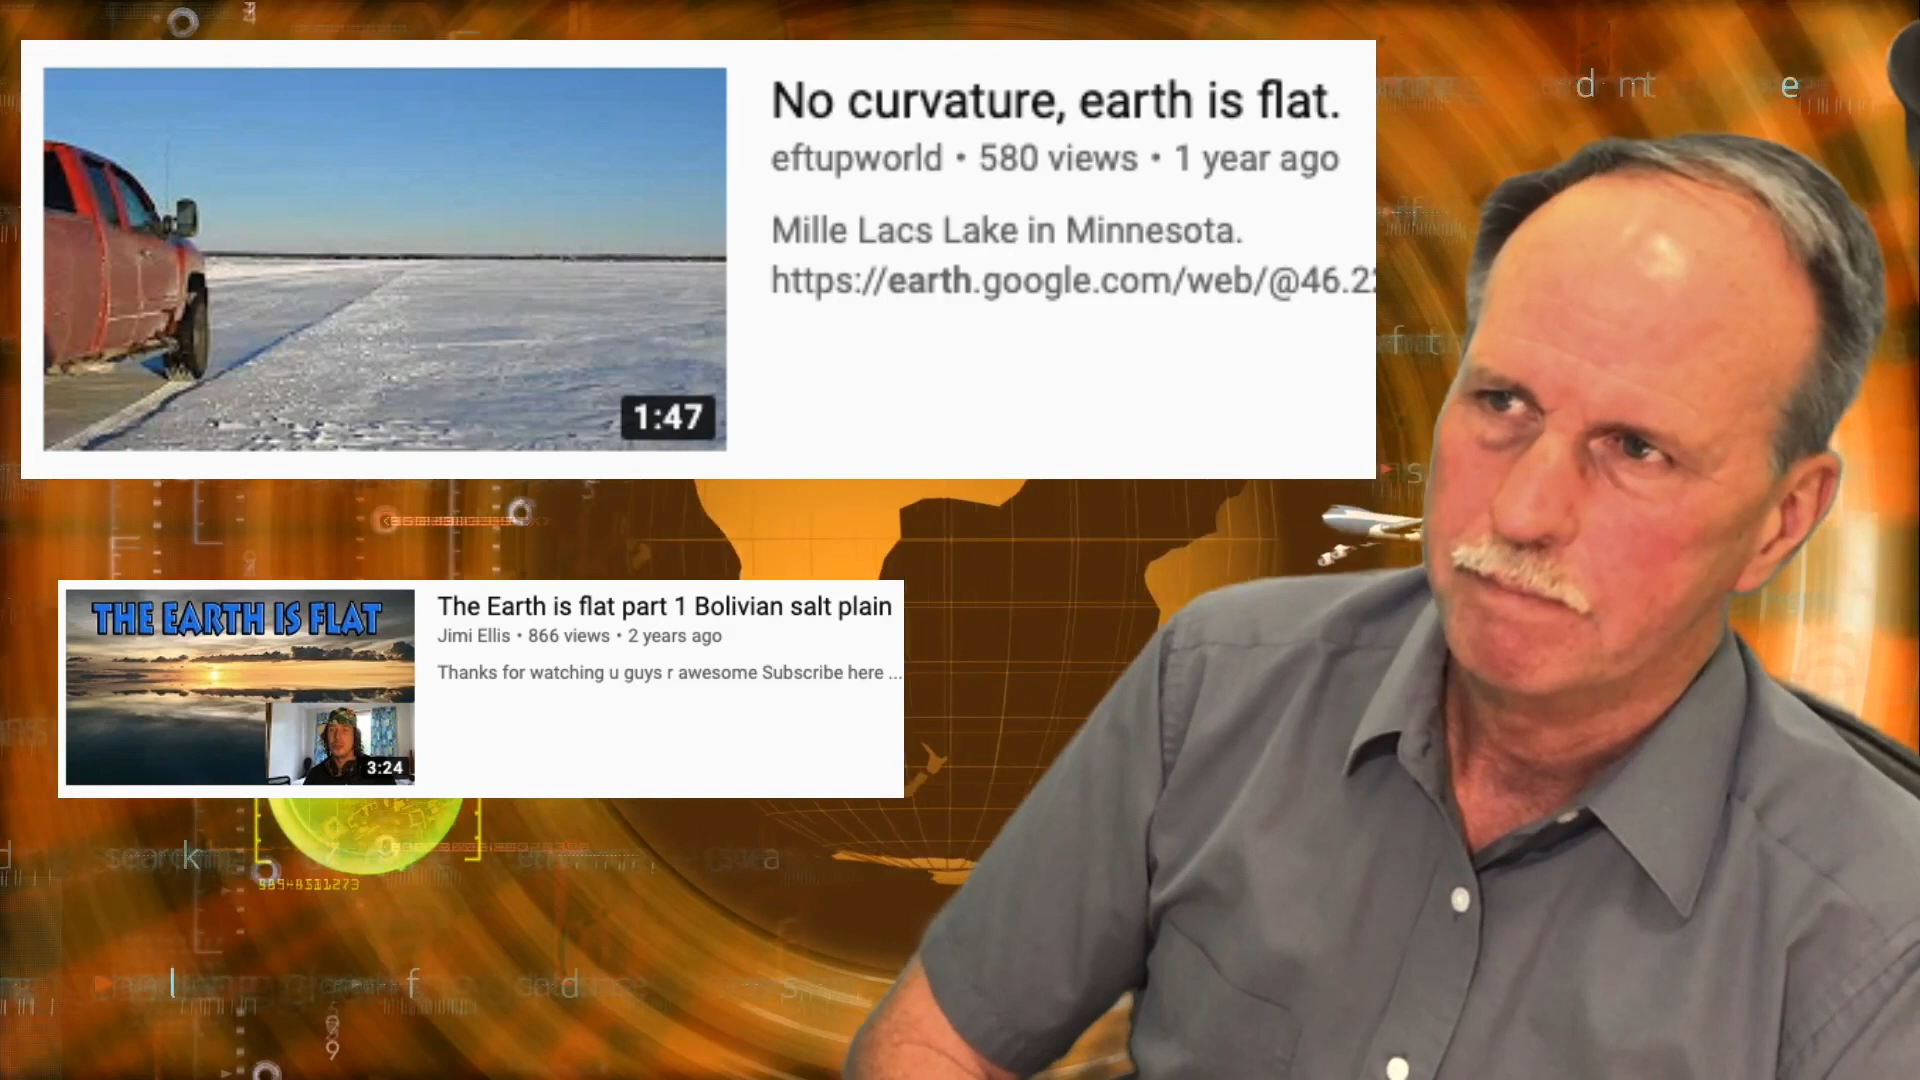 No curvature, earth is flat.
eftupworld • 580 views • 1 year ago
Mille Lacs Lake in Minnesota.
https://earth.google.com/web/@46.2
1:47
THE EARTH IS FLAT
3:24
The Earth is flat part 1 Bolivian salt plain
Jimi Ellis • 866 views • 2 years ago
Thanks for watching u guys r awesome Subscribe here ...